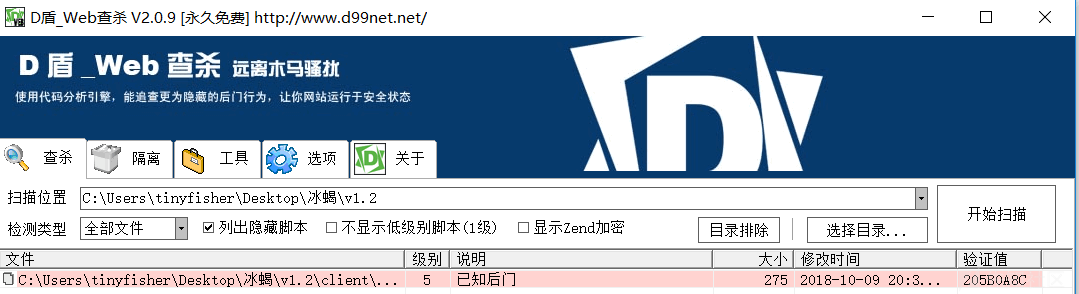 D盾_Web查杀 V2.0.9 [永久免费] http://www.d99net.net/
D 盾 _Web 查杀 远离木马骚扰
使用代码分析引擎，能追查更为隐藏的后门行为，让你网站运行于安全状态
查杀 隔离 工具 选项 关于
扫描位置 C:\Users\tinyfisher\Desktop\冰蝎\v1.2 开始扫描
检测类型 全部文件 列出隐藏脚本 不显示低级别脚本(1级) 显示Zend加密 目录排除 选择目录...
文件 级别 说明 大小 修改时间 验证值
C:\Users\tinyfisher\Desktop\冰蝎\v1.2\client\... 5 已知后门 275 2018-10-09 20:3... 205B0A8C